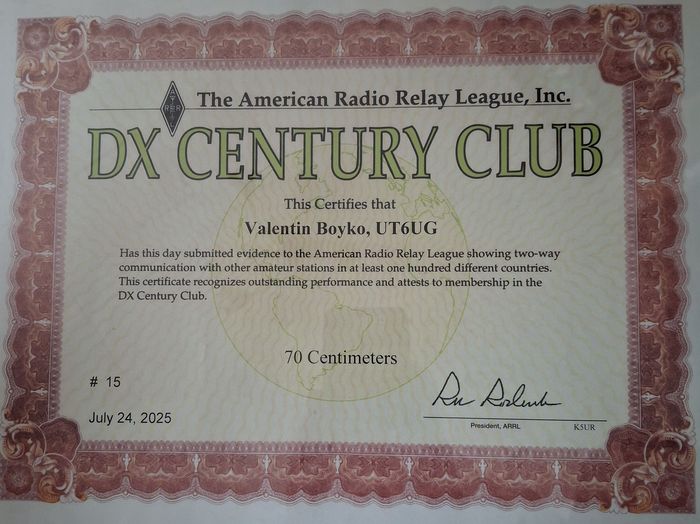 The American Radio Relay League, Inc.
DX CENTURY CLUB
This Certifies that
Valentin Boyko, UT6UG
Has this day submitted evidence to the American Radio Relay League showing two-way
communication with other amateur stations in at least one hundred different countries.
This certificate recognizes outstanding performance and attests to membership in the
DX Century Club.
70 Centimeters
# 15
July 24, 2025
President, ARRL
K5UR